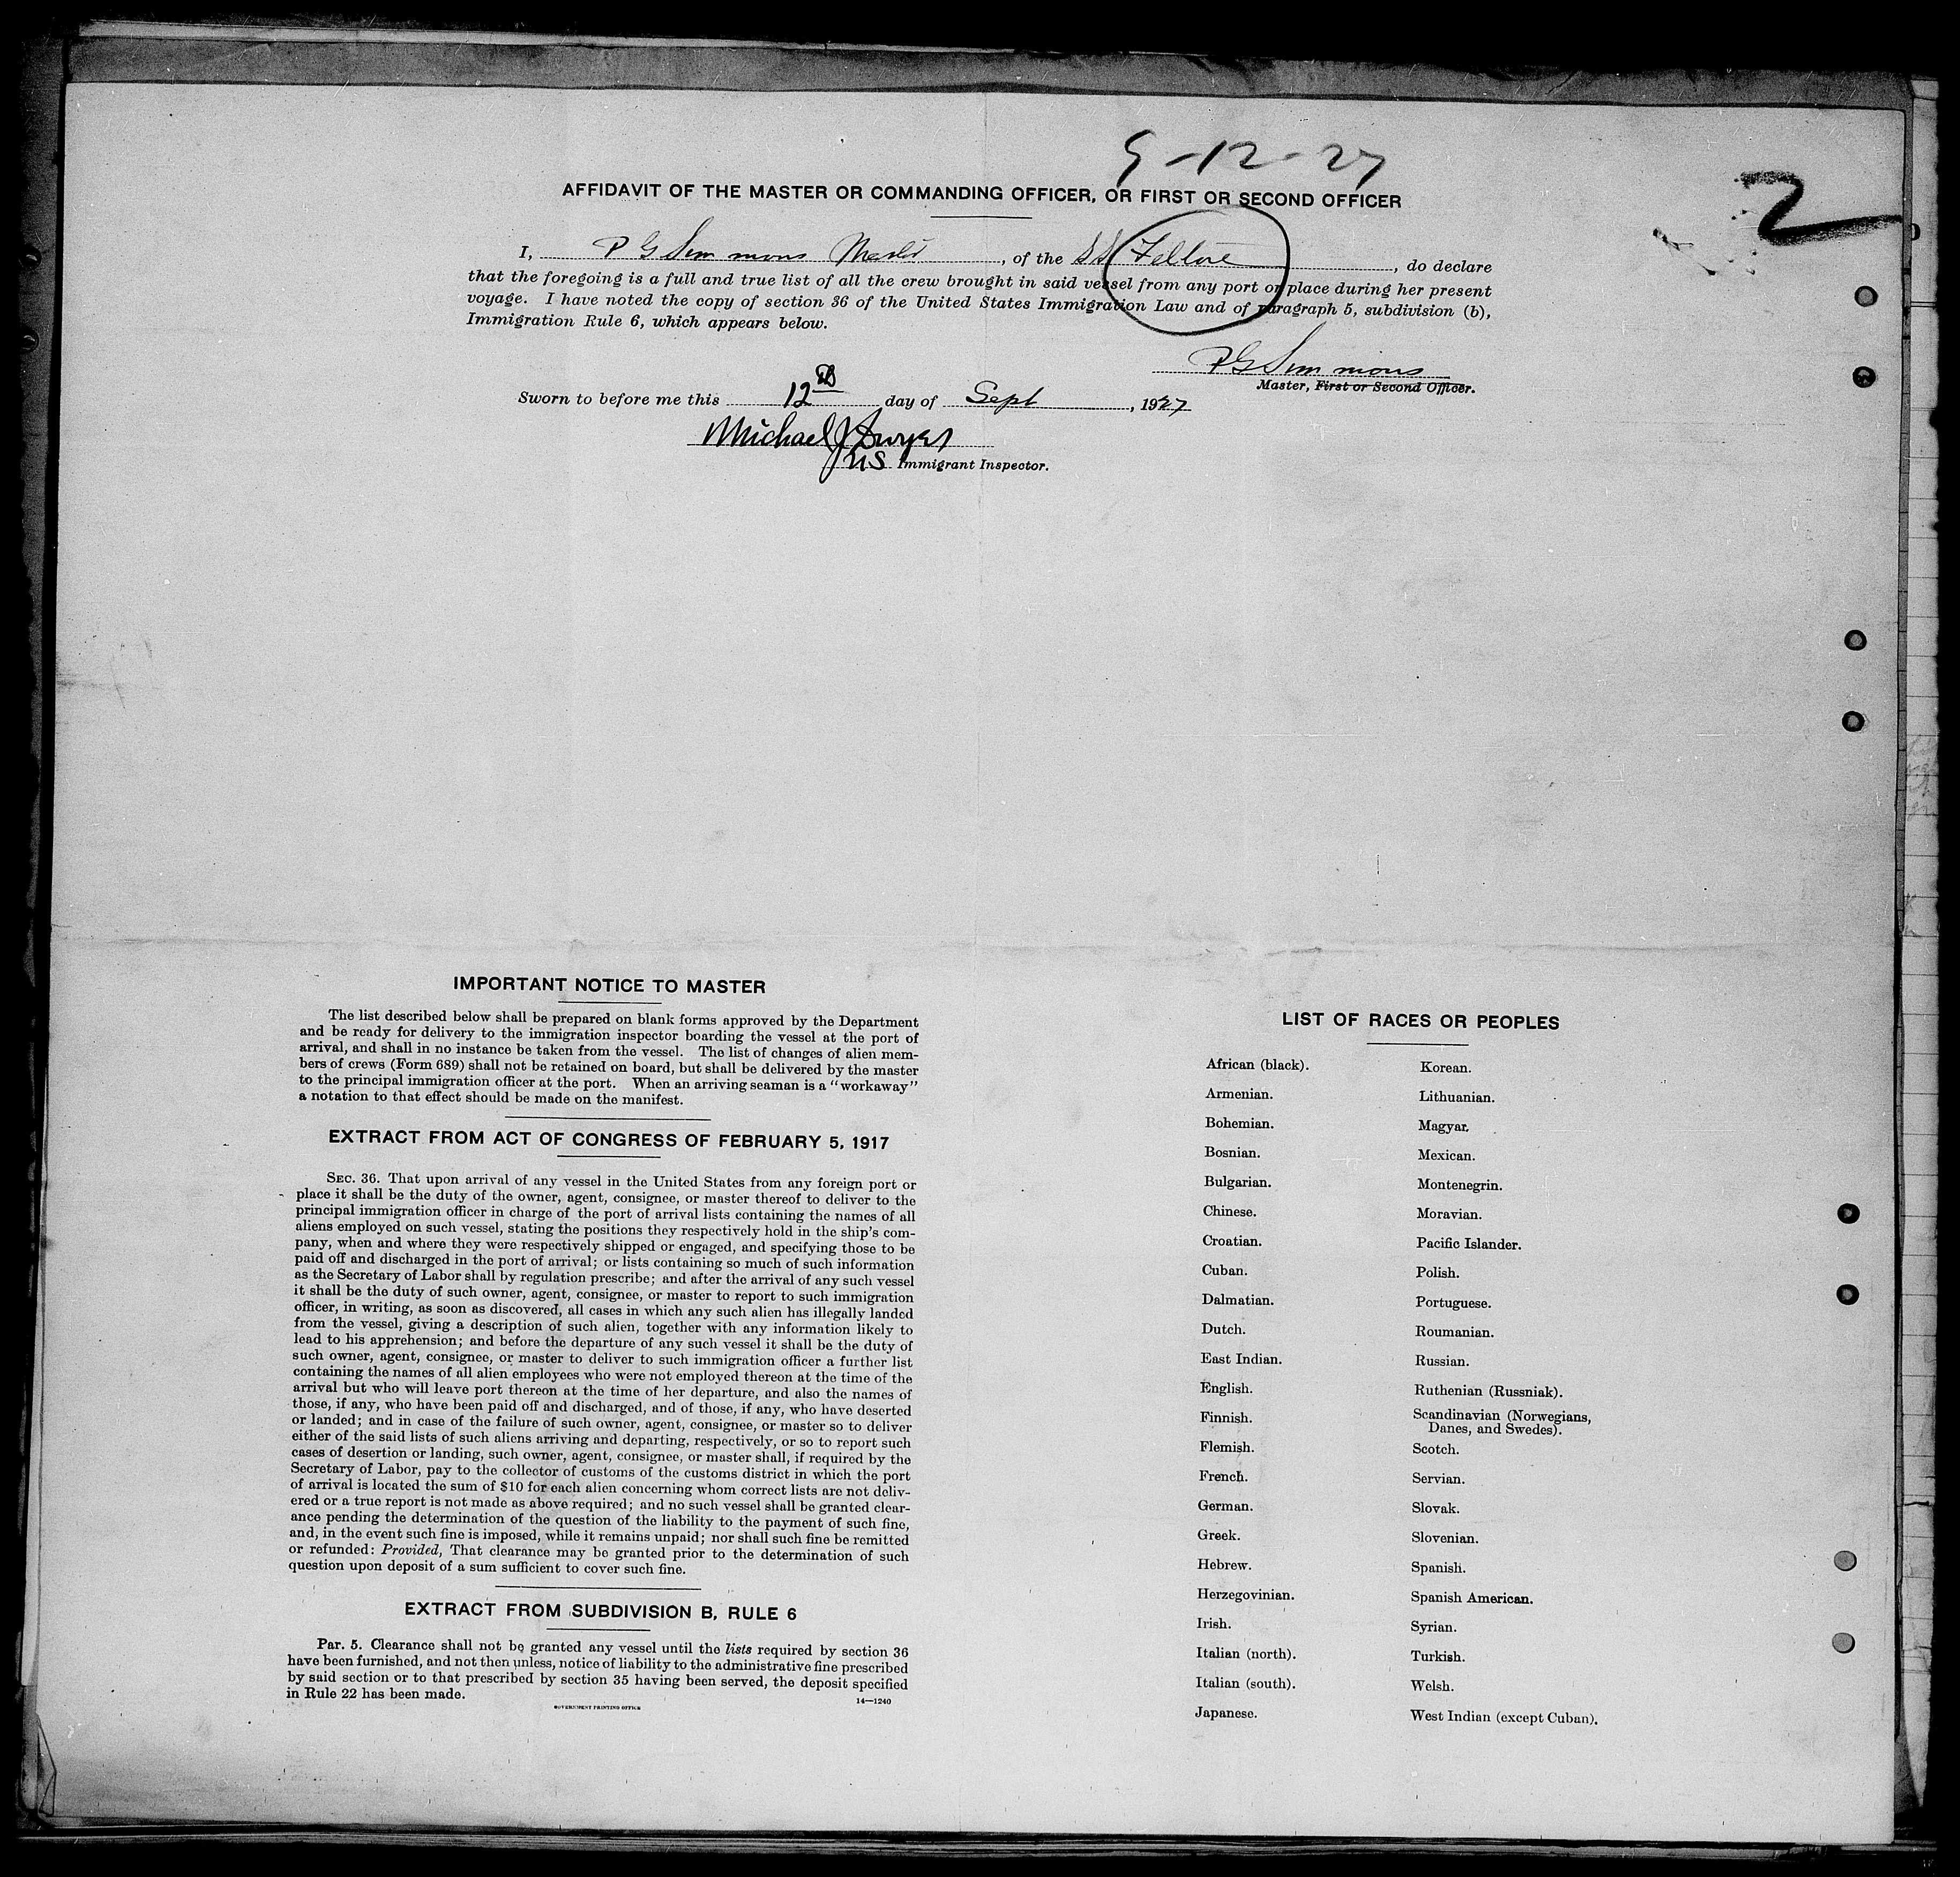 9-12-27
2
AFFIDAVIT OF THE MASTER OR COMMANDING OFFICER, OR FIRST OR SECOND OFFICER
I, P G Simmons Master, of the SS Feltore, do declare
that the foregoing is a full and true list of all the crew brought in said vessel from any port or place during her present
voyage. I have noted the copy of section 36 of the United States Immigration Law and of paragraph 5, subdivision (b),
Immigration Rule 6, which appears below.
P G Simmons
Master, First or Second Officer.
Sworn to before me this 12th day of Sept, 1927
Michael J Dwyer
US Immigrant Inspector.
IMPORTANT NOTICE TO MASTER
The list described below shall be prepared on blank forms approved by the Department
and be ready for delivery to the immigration inspector boarding the vessel at the port of
arrival, and shall in no instance be taken from the vessel. The list of changes of alien mem-
bers of crews (Form 689) shall not be retained on board, but shall be delivered by the master
to the principal immigration officer at the port. When an arriving seaman is a "workaway"
a notation to that effect should be made on the manifest.
EXTRACT FROM ACT OF CONGRESS OF FEBRUARY 5, 1917
SEC. 36. That upon arrival of any vessel in the United States from any foreign port or
place it shall be the duty of the owner, agent, consignee, or master thereof to deliver to the
principal immigration officer in charge of the port of arrival lists containing the names of all
aliens employed on such vessel, stating the positions they respectively hold in the ship's com-
pany, when and where they were respectively shipped or engaged, and specifying those to be
paid off and discharged in the port of arrival; or lists containing so much of such information
as the Secretary of Labor shall by regulation prescribe; and after the arrival of any such vessel
it shall be the duty of such owner, agent, consignee, or master to report to such immigration
officer, in writing, as soon as discovered, all cases in which any such alien has illegally landed
from the vessel, giving a description of such alien, together with any information likely to
lead to his apprehension; and before the departure of any such vessel it shall be the duty of
such owner, agent, consignee, or master to deliver to such immigration officer a further list
containing the names of all alien employees who were not employed thereon at the time of the
arrival but who will leave port thereon at the time of her departure, and also the names of
those, if any, who have been paid off and discharged, and of those, if any, who have deserted
or landed; and in case of the failure of such owner, agent, consignee, or master so to deliver
either of the said lists of such aliens arriving and departing, respectively, or so to report such
cases of desertion or landing, such owner, agent, consignee, or master shall, if required by the
Secretary of Labor, pay to the collector of customs of the customs district in which the port
of arrival is located the sum of $10 for each alien concerning whom correct lists are not deliv-
ered or a true report is not made as above required; and no such vessel shall be granted clear-
ance pending the determination of the question of the liability to the payment of such fine,
and, in the event such fine is imposed, while it remains unpaid; nor shall such fine be remitted
or refunded: Provided, That clearance may be granted prior to the determination of such
question upon deposit of a sum sufficient to cover such fine.
EXTRACT FROM SUBDIVISION B, RULE 6
Par. 5. Clearance shall not be granted any vessel until the lists required by section 36
have been furnished, and not then unless, notice of liability to the administrative fine prescribed
by said section or to that prescribed by section 35 having been served, the deposit specified
in Rule 22 has been made.
GOVERNMENT PRINTING OFFICE
14—1240
LIST OF RACES OR PEOPLES
African (black).
Armenian.
Bohemian.
Bosnian.
Bulgarian.
Chinese.
Croatian.
Cuban.
Dalmatian.
Dutch.
East Indian.
English.
Finnish.
Flemish.
French.
German.
Greek.
Hebrew.
Herzegovinian.
Irish.
Italian (north).
Italian (south).
Japanese.
Korean.
Lithuanian.
Magyar.
Mexican.
Montenegrin.
Moravian.
Pacific Islander.
Polish.
Portuguese.
Roumanian.
Russian.
Ruthenian (Russniak).
Scandinavian (Norwegians,
Danes, and Swedes).
Scotch.
Servian.
Slovak.
Slovenian.
Spanish.
Spanish American.
Syrian.
Turkish.
Welsh.
West Indian (except Cuban).